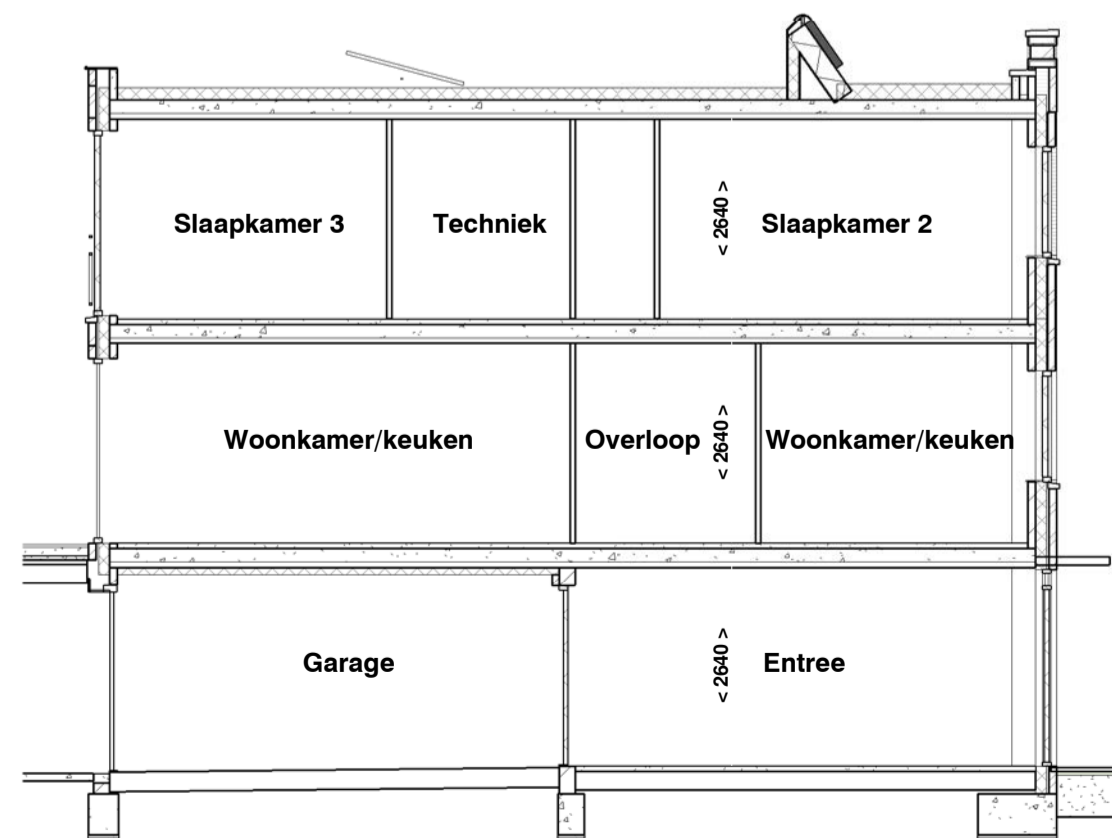 Slaapkamer 3
Techniek
< 2640 >
Slaapkamer 2
Woonkamer/keuken
Overloop
< 2640 >
Woonkamer/keuken
Garage
< 2640 >
Entree